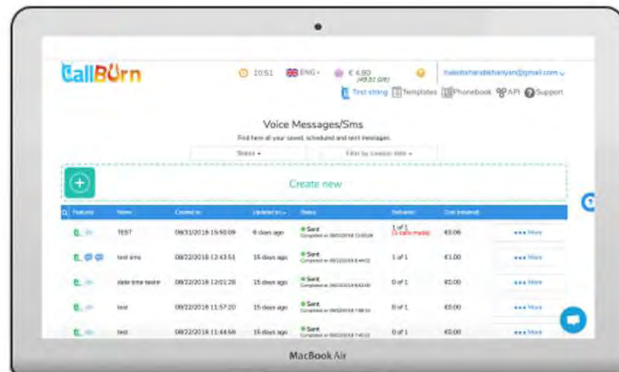 CallBUrn
10:51 ENG € 4.80
Test string Templates Phonebook API Support
Voice Messages/Sms
Find here all your saved, scheduled and sent messages.
Status Filter by creation date
Create new
Features Name Created on Updated on Status Delivered Cost (retained)
TEST 08/31/2018 15:50:09 6 days ago Sent 1 of 1 €0.06 More
test sms 08/22/2018 12:43:51 15 days ago Sent 1 of 1 €1.00 More
date time tester 08/22/2018 12:01:28 15 days ago Sent 0 of 1 €0.00 More
test 08/22/2018 11:57:20 15 days ago Sent 0 of 1 €0.00 More
test 08/22/2018 11:44:58 15 days ago Sent 0 of 1 €0.00 More
MacBook Air